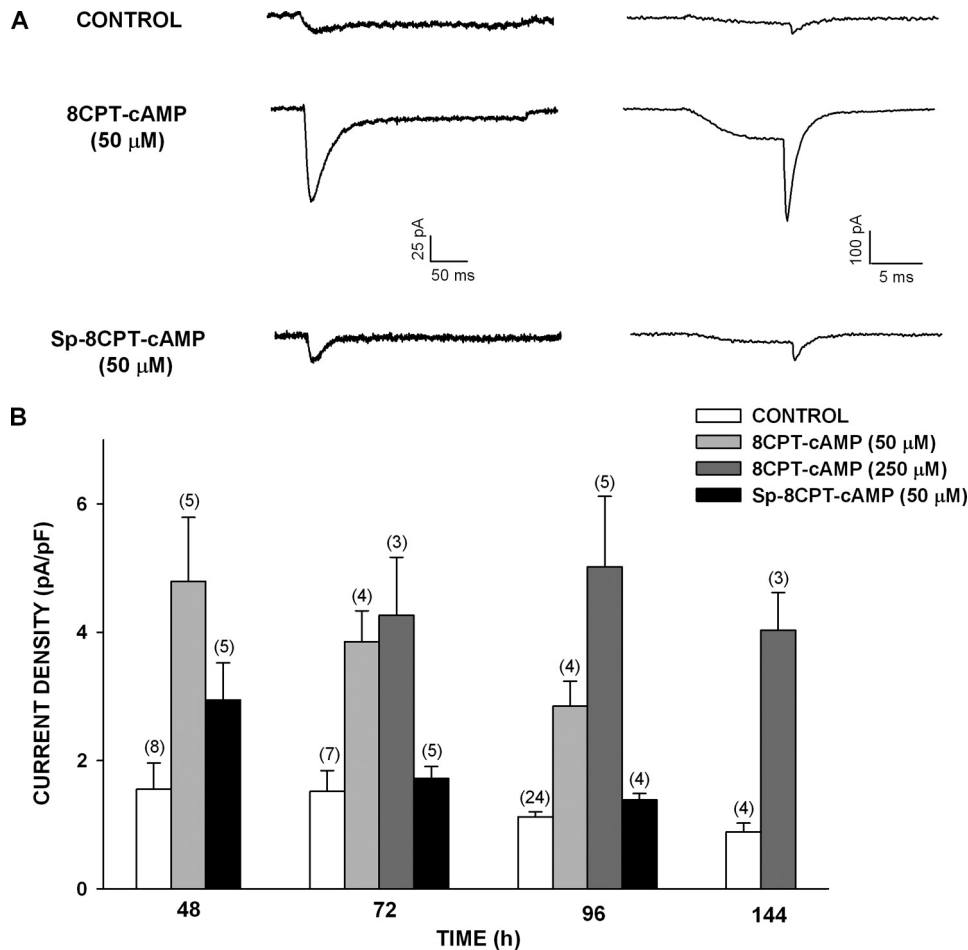 A
CONTROL
8CPT-cAMP
(50 μM)
25 pA
50 ms
100 pA
5 ms
Sp-8CPT-cAMP
(50 μM)
B
CONTROL
8CPT-cAMP (50 μM)
8CPT-cAMP (250 μM)
Sp-8CPT-cAMP (50 μM)
CURRENT DENSITY (pA/pF)
6
4
2
0
(8)
(5)
(5)
(7)
(4)
(3)
(5)
(24)
(4)
(5)
(4)
(4)
(3)
48
72
96
144
TIME (h)